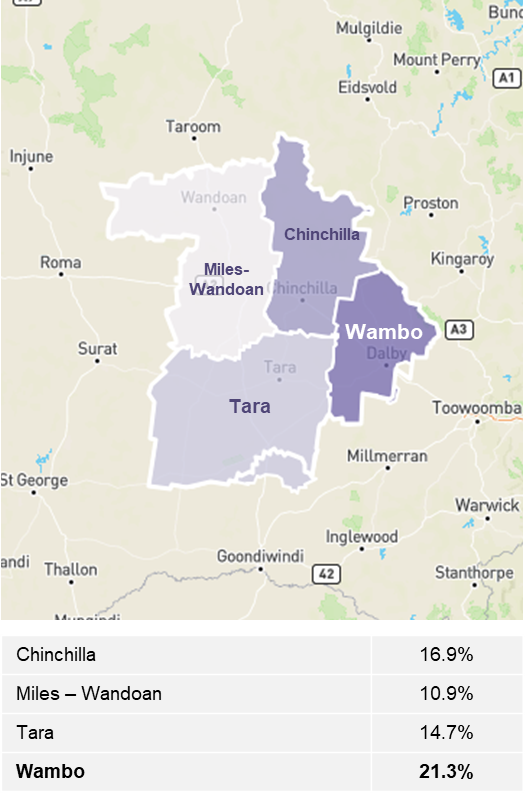 Bund
Mulgildie
Mount Perry
A1
Eidsvold
Taroom
Injune
Wandoan
Proston
Chinchilla
Kingaroy
Roma
Miles-
Wandoan
Chinchilla
Wambo
A3
Surat
Dalby
Tara
Tara
Toowoomba
Millmerran
St George
Warwick
Inglewood
Goondiwindi
andi
Thallon
42
Stanthorpe
Mungindi
Chinchilla 16.9%
Miles – Wandoan 10.9%
Tara 14.7%
Wambo 21.3%